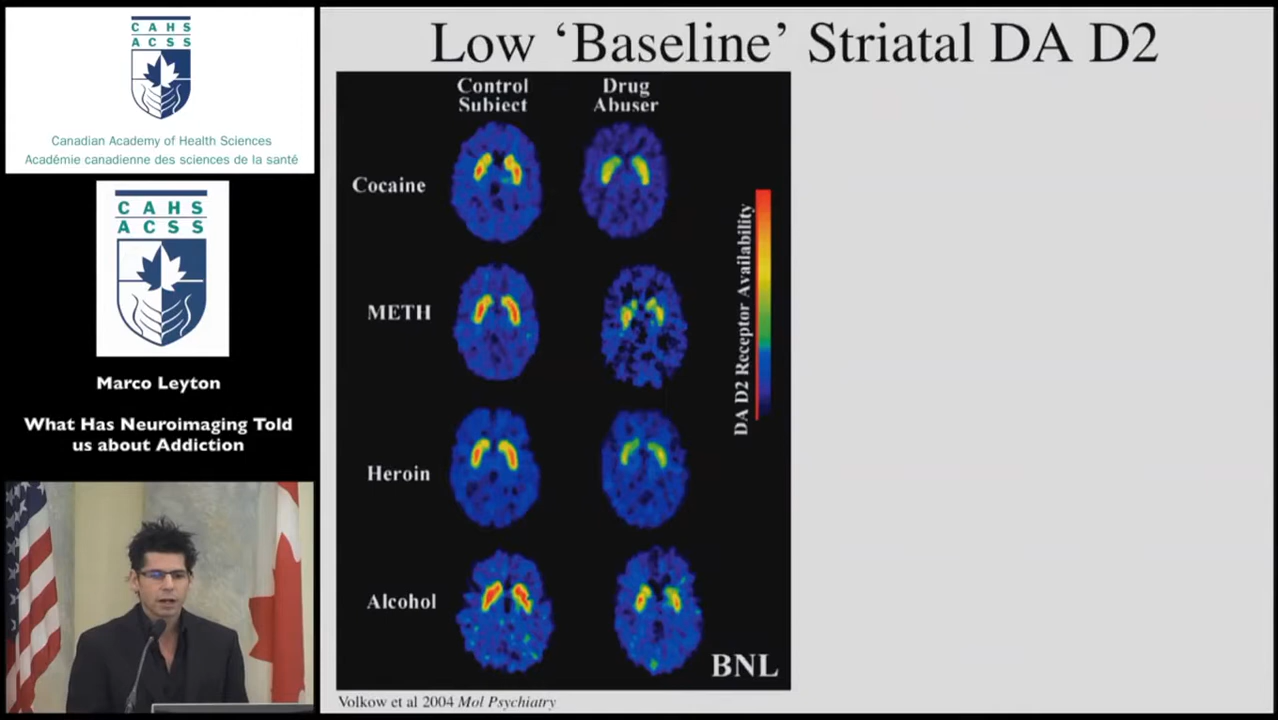 CAHS
ACSS
Canadian Academy of Health Sciences
Académie canadienne des sciences de la santé
CAHS
ACSS
Marco Leyton
What Has Neuroimaging Told
us about Addiction
Low ‘Baseline’ Striatal DA D2
Control
Subject
Drug
Abuser
Cocaine
METH
Heroin
Alcohol
DA D2 Receptor Availability
BNL
Volkow et al 2004 Mol Psychiatry